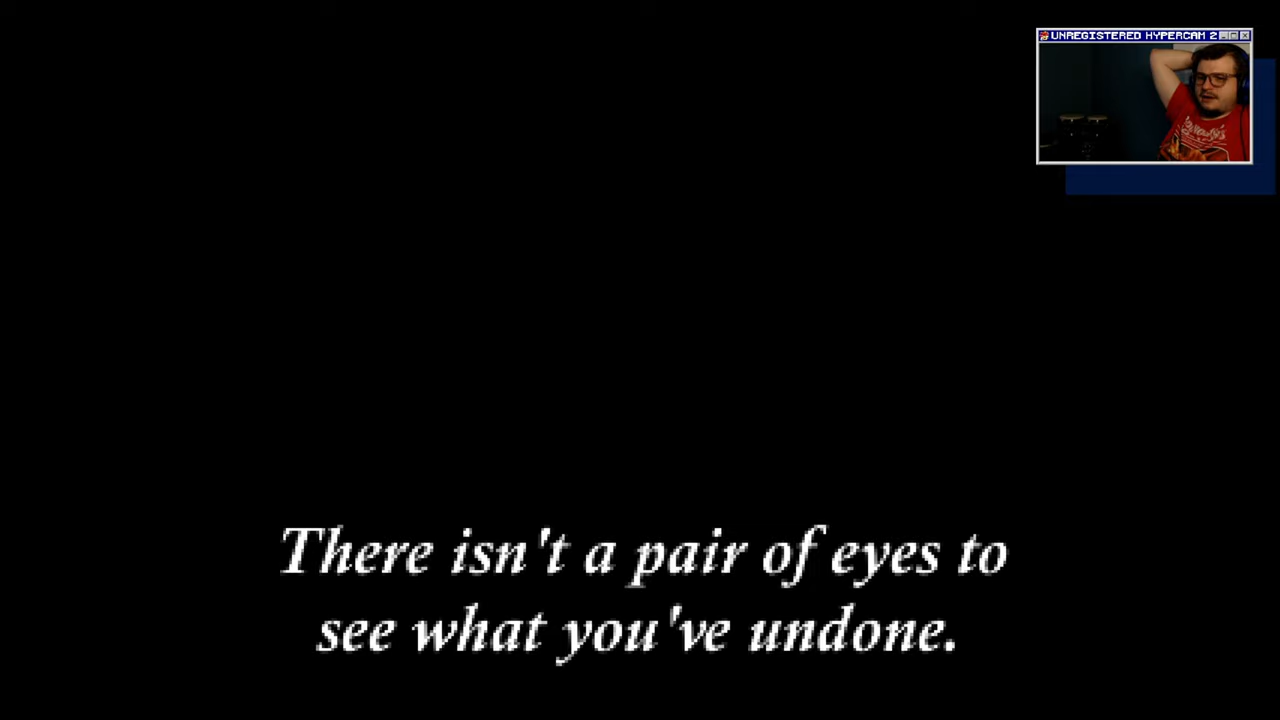 UNREGISTERED HYPERCAM 2
There isn't a pair of eyes to
see what you've undone.